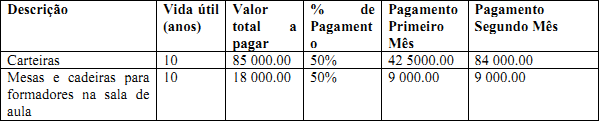 Descrição Vida útil (anos) Valor total a pagar % de Pagamento Pagamento Primeiro Mês Pagamento Segundo Mês
Carteiras 10 85 000.00 50% 42 5000.00 84 000.00
Mesas e cadeiras para formadores na sala de aula 10 18 000.00 50% 9 000.00 9 000.00